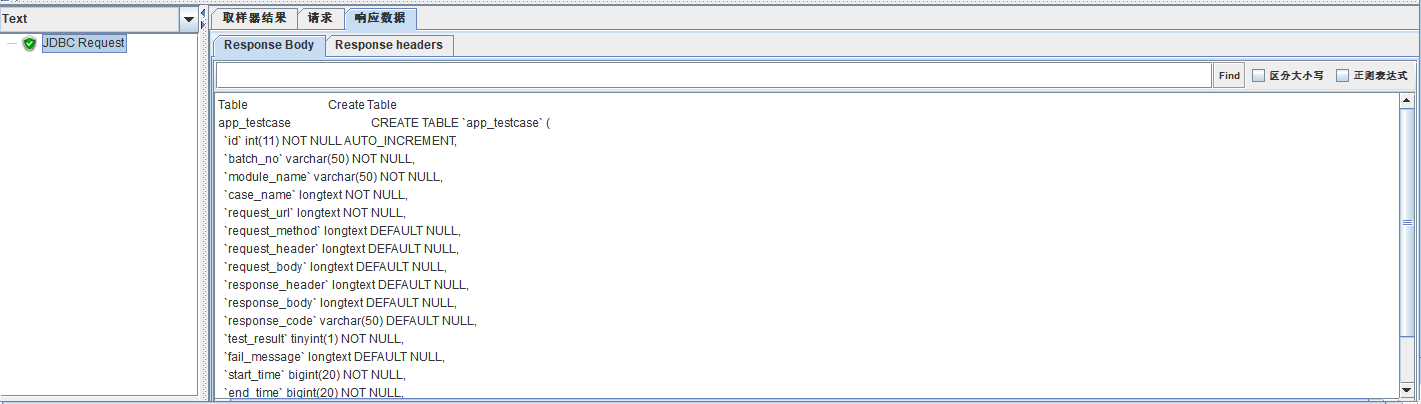 Text
JDBC Request
取样器结果 请求 响应数据
Response Body Response headers
Find 区分大小写 正则表达式
Table Create Table
app_testcase CREATE TABLE `app_testcase` (
`id` int(11) NOT NULL AUTO_INCREMENT,
`batch_no` varchar(50) NOT NULL,
`module_name` varchar(50) NOT NULL,
`case_name` longtext NOT NULL,
`request_url` longtext NOT NULL,
`request_method` longtext DEFAULT NULL,
`request_header` longtext DEFAULT NULL,
`request_body` longtext DEFAULT NULL,
`response_header` longtext DEFAULT NULL,
`response_body` longtext DEFAULT NULL,
`response_code` varchar(50) DEFAULT NULL,
`test_result` tinyint(1) NOT NULL,
`fail_message` longtext DEFAULT NULL,
`start_time` bigint(20) NOT NULL,
`end_time` bigint(20) NOT NULL,